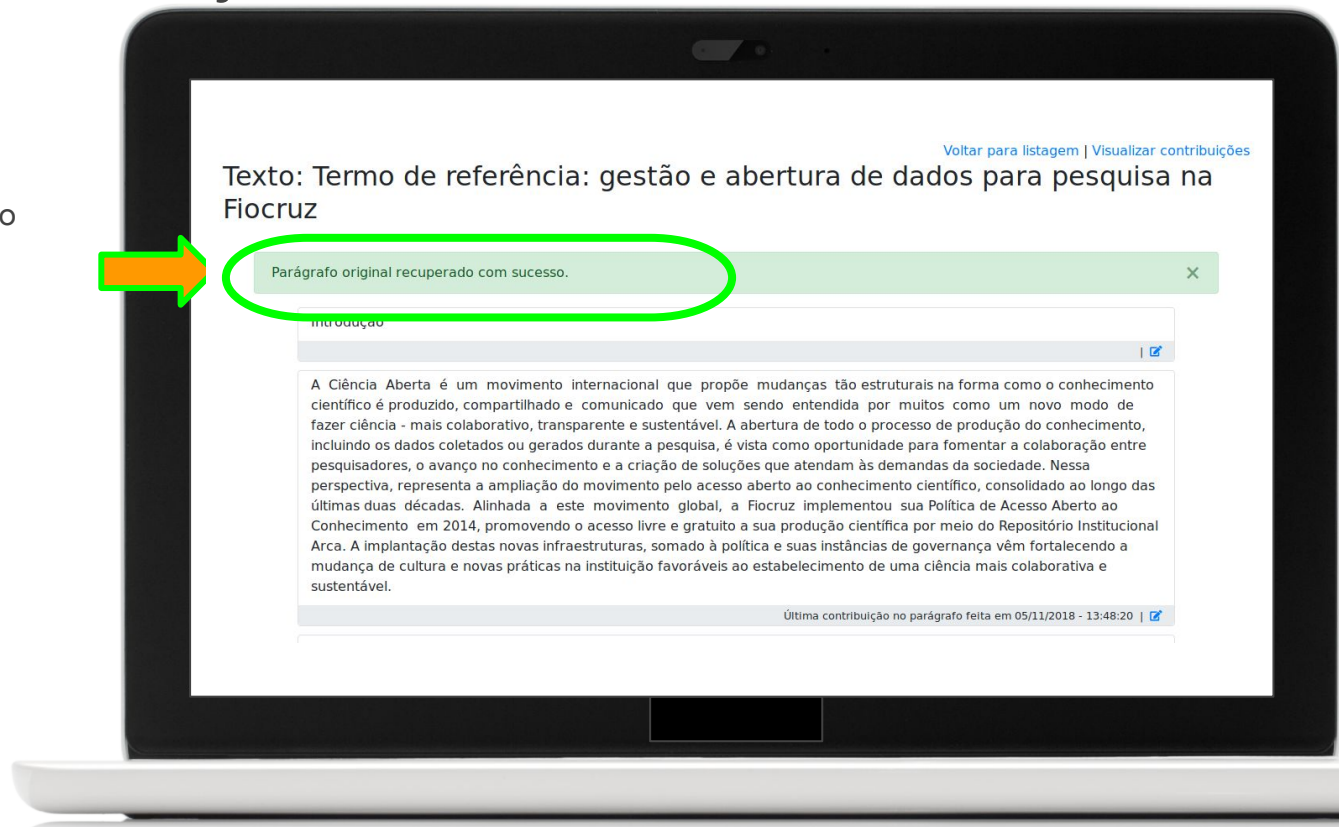 Voltar para listagem | Visualizar contribuições
Texto: Termo de referência: gestão e abertura de dados para pesquisa na
Fiocruz
o
Parágrafo original recuperado com sucesso.
×
Introdução
|
A Ciência Aberta é um movimento internacional que propõe mudanças tão estruturais na forma como o conhecimento
científico é produzido, compartilhado e comunicado que vem sendo entendida por muitos como um novo modo de
fazer ciência - mais colaborativo, transparente e sustentável. A abertura de todo o processo de produção do conhecimento,
incluindo os dados coletados ou gerados durante a pesquisa, é vista como oportunidade para fomentar a colaboração entre
pesquisadores, o avanço no conhecimento e a criação de soluções que atendam às demandas da sociedade. Nessa
perspectiva, representa a ampliação do movimento pelo acesso aberto ao conhecimento científico, consolidado ao longo das
últimas duas décadas. Alinhada a este movimento global, a Fiocruz implementou sua Política de Acesso Aberto ao
Conhecimento em 2014, promovendo o acesso livre e gratuito a sua produção científica por meio do Repositório Institucional
Arca. A implantação destas novas infraestruturas, somado à política e suas instâncias de governança vêm fortalecendo a
mudança de cultura e novas práticas na instituição favoráveis ao estabelecimento de uma ciência mais colaborativa e
sustentável.
Última contribuição no parágrafo feita em 05/11/2018 - 13:48:20 |